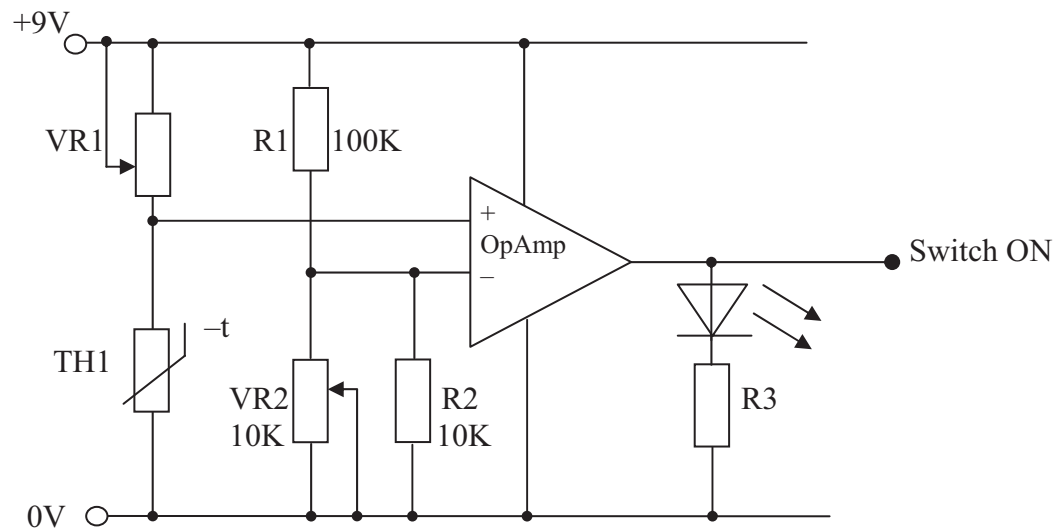 +9V
VR1
R1
100K
+
OpAmp
–
Switch ON
–t
TH1
VR2
10K
R2
10K
R3
0V